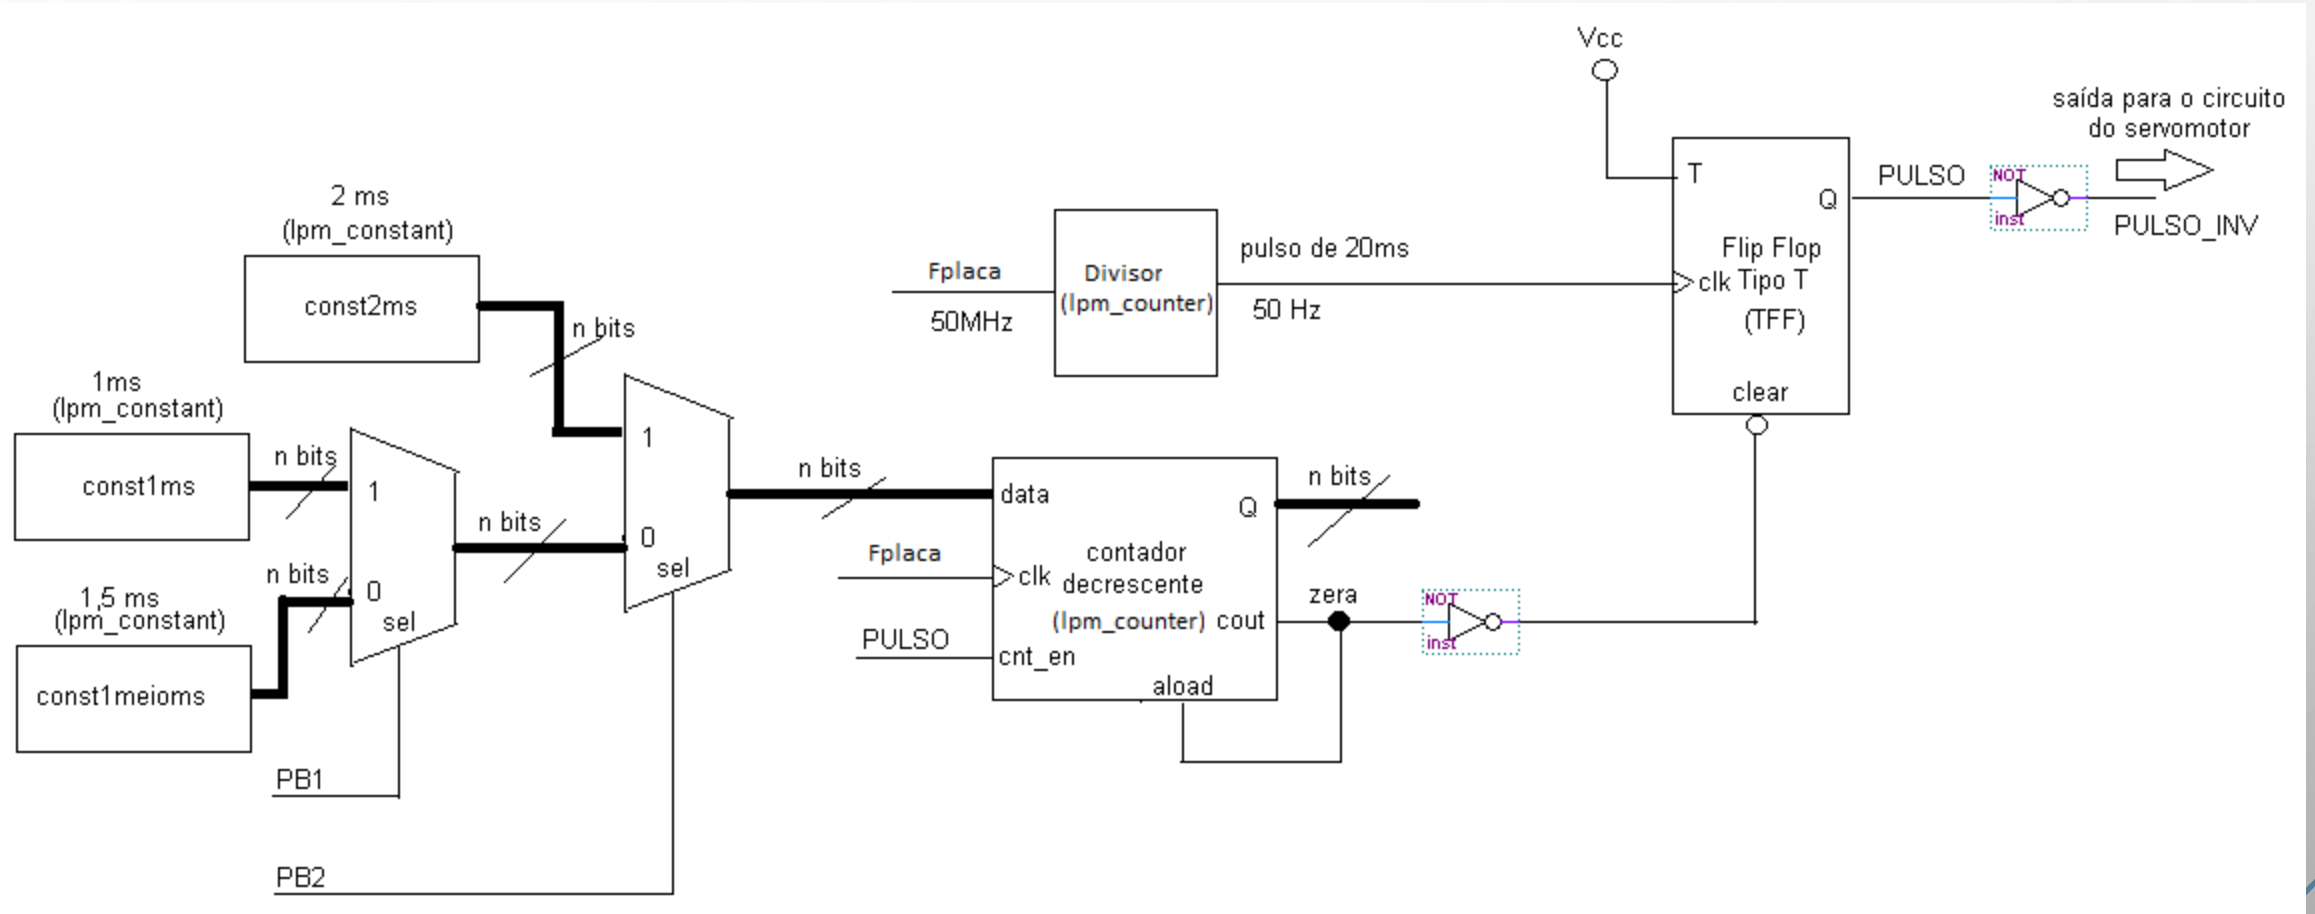 Vcc
saída para o circuito
do servomotor
T
PULSO
NOT
inst
PULSO_INV
Q
Flip Flop
clk Tipo T
(TFF)
clear
2 ms
(lpm_constant)
const2ms
n bits
Fplaca
50MHz
Divisor
(lpm_counter)
pulso de 20ms
50 Hz
1ms
(lpm_constant)
const1ms
n bits
1
0
sel
n bits
1,5 ms
(lpm_constant)
const1meioms
n bits
1
0
sel
n bits
data
Q
n bits
Fplaca
clk
contador
decrescente
(lpm_counter)
cout
zera
NOT
inst
PULSO
cnt_en
aload
PB1
PB2